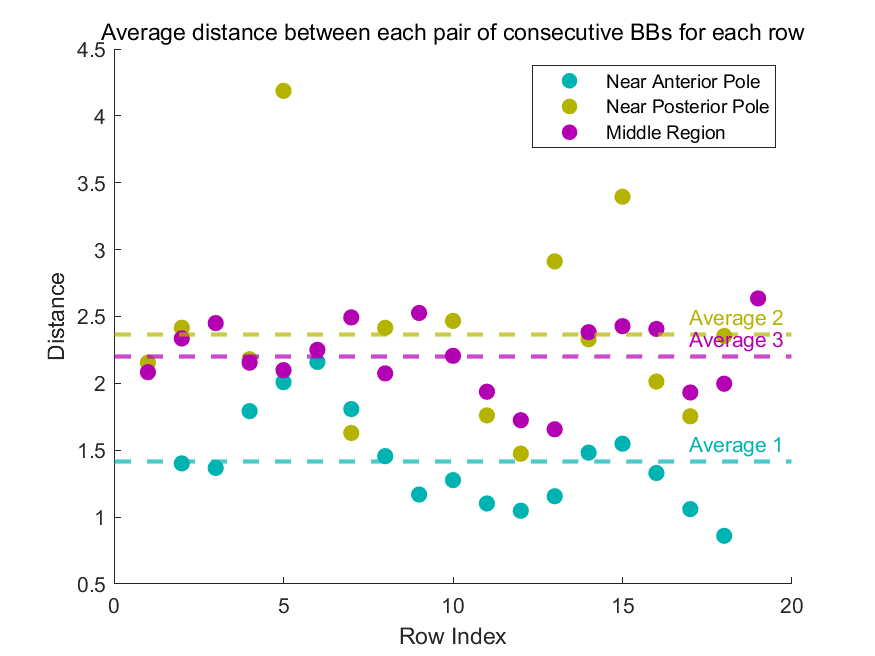 Average distance between each pair of consecutive BBs for each row
4.5
4
3.5
3
2.5
2
1.5
1
0.5
Distance
Near Anterior Pole
Near Posterior Pole
Middle Region
Average 2
Average 3
Average 1
0
5
10
15
20
Row Index